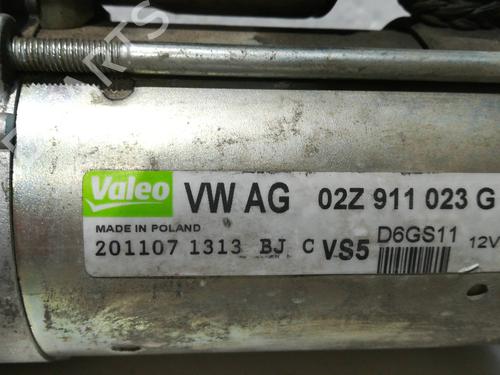 Valeo VW AG 02Z 911 023 G
MADE IN POLAND
201107 1313 BJ C VS5 D6GS11 12V